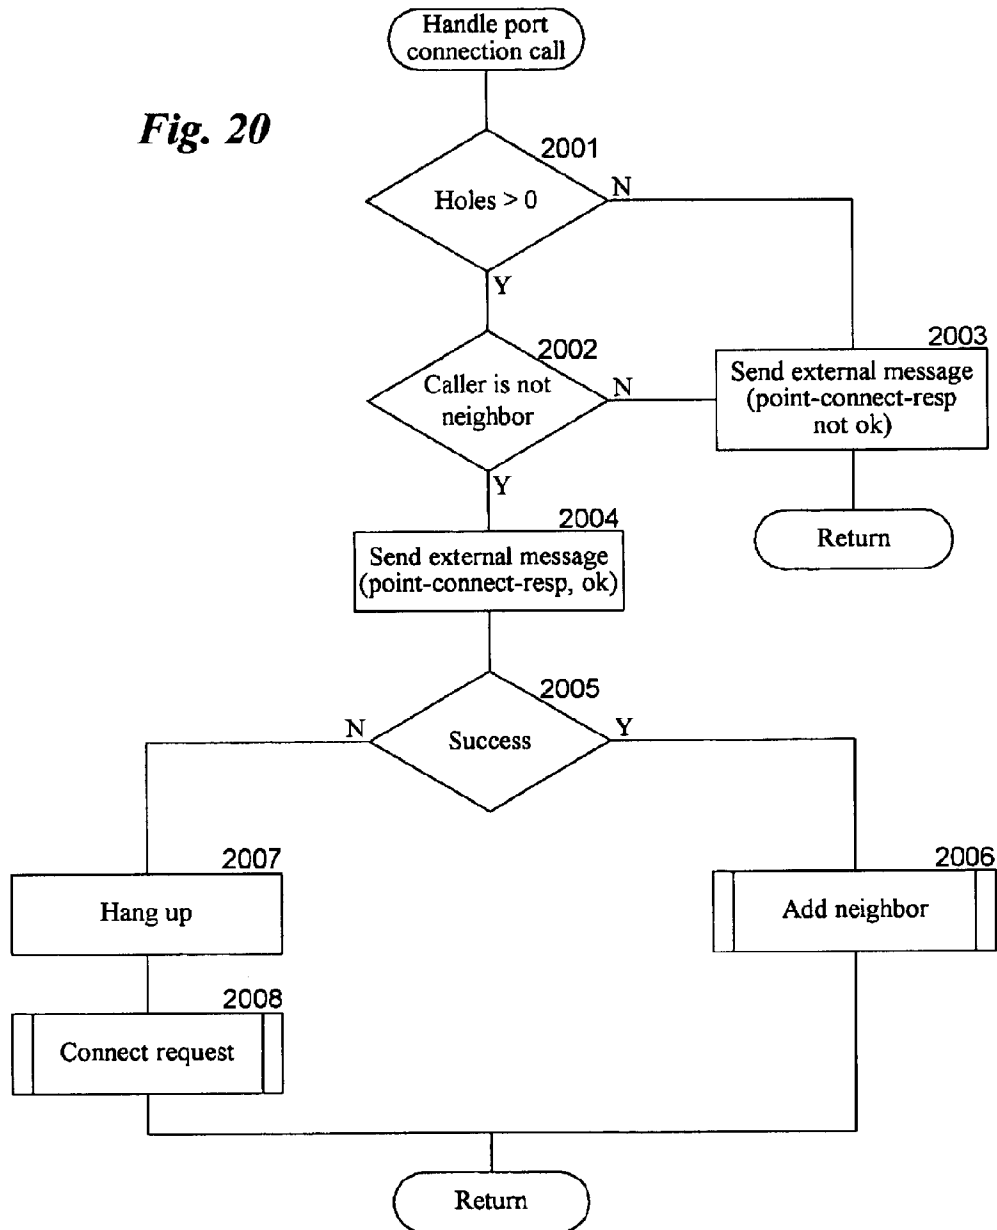 Handle port
connection call
Fig. 20
2001
Holes > 0
N
Y
2002
Caller is not
neighbor
N
Y
2003
Send external message
(point-connect-resp
not ok)
Return
2004
Send external message
(point-connect-resp, ok)
2005
Success
N
Y
2007
Hang up
2006
Add neighbor
2008
Connect request
Return